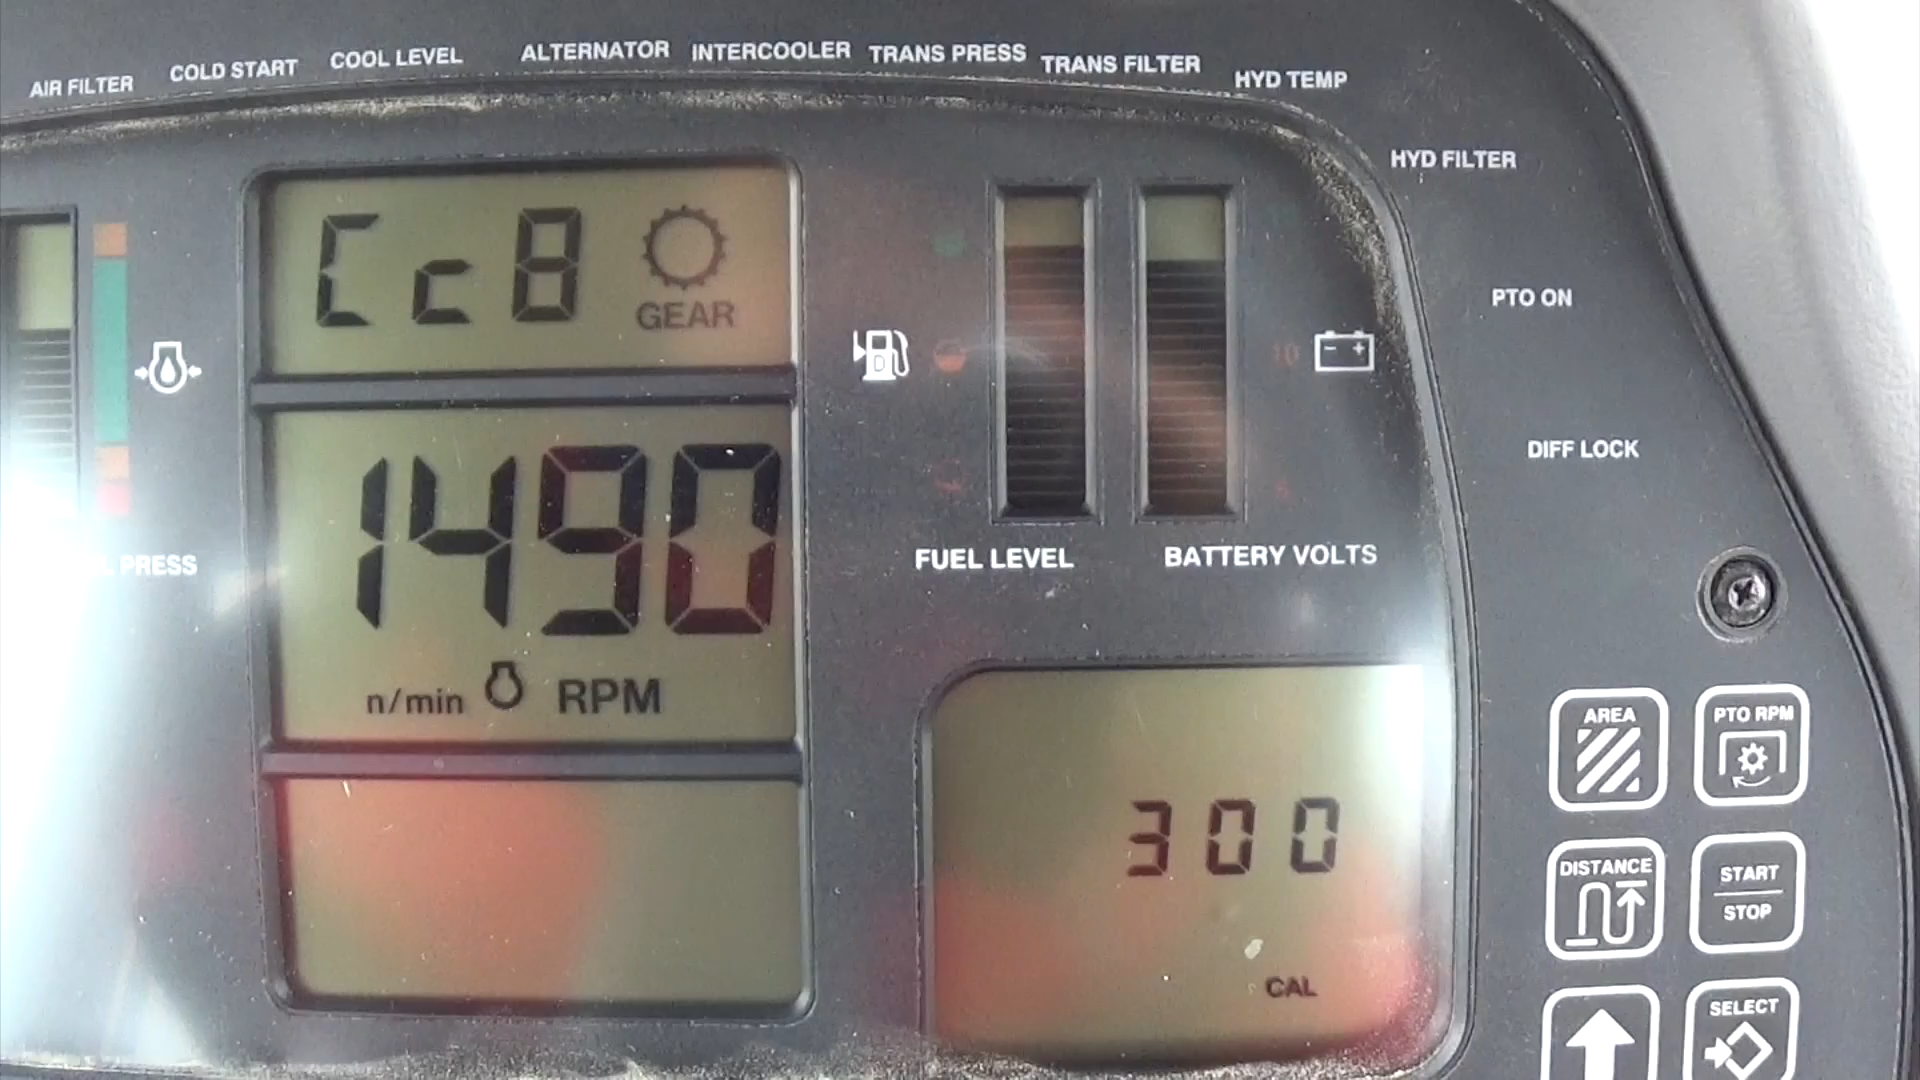 AIR FILTER
COLD START
COOL LEVEL
ALTERNATOR
INTERCOOLER
TRANS PRESS
TRANS FILTER
HYD TEMP
HYD FILTER
PTO ON
DIFF LOCK
Cc8
GEAR
D
10
PRESS
1490
n/min RPM
FUEL LEVEL
BATTERY VOLTS
300
CAL
AREA
PTO RPM
DISTANCE
START
STOP
SELECT